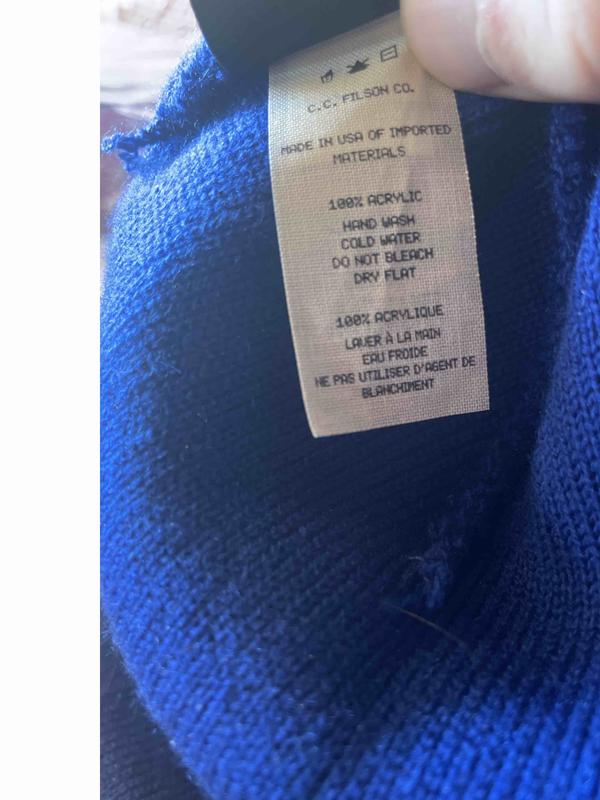 C.C. FILSON CO.
MADE IN USA OF IMPORTED
MATERIALS
100% ACRYLIC
HAND WASH
COLD WATER
DO NOT BLEACH
DRY FLAT
100% ACRYLIQUE
LAVER À LA MAIN
EAU FROIDE
NE PAS UTILISER D'AGENT DE
BLANCHIMENT